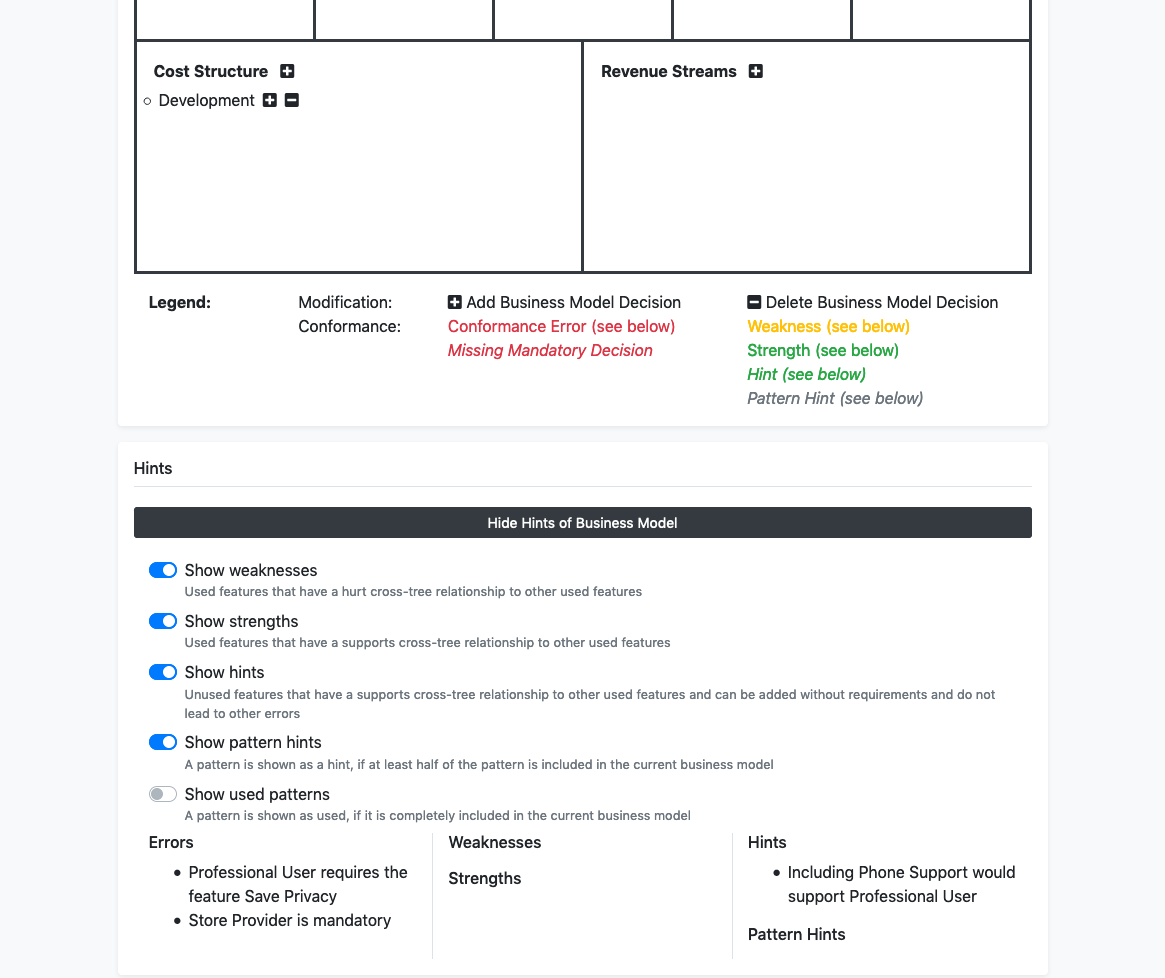 Cost Structure
Revenue Streams
Development
Legend:
Modification:
Add Business Model Decision
Delete Business Model Decision
Conformance:
Conformance Error (see below)
Weakness (see below)
Missing Mandatory Decision
Strength (see below)
Hint (see below)
Pattern Hint (see below)
Hints
Hide Hints of Business Model
Show weaknesses
Used features that have a hurt cross-tree relationship to other used features
Show strengths
Used features that have a supports cross-tree relationship to other used features
Show hints
Unused features that have a supports cross-tree relationship to other used features and can be added without requirements and do not
lead to other errors
Show pattern hints
A pattern is shown as a hint, if at least half of the pattern is included in the current business model
Show used patterns
A pattern is shown as used, if it is completely included in the current business model
Errors
Professional User requires the
feature Save Privacy
Store Provider is mandatory
Weaknesses
Strengths
Hints
Including Phone Support would
support Professional User
Pattern Hints